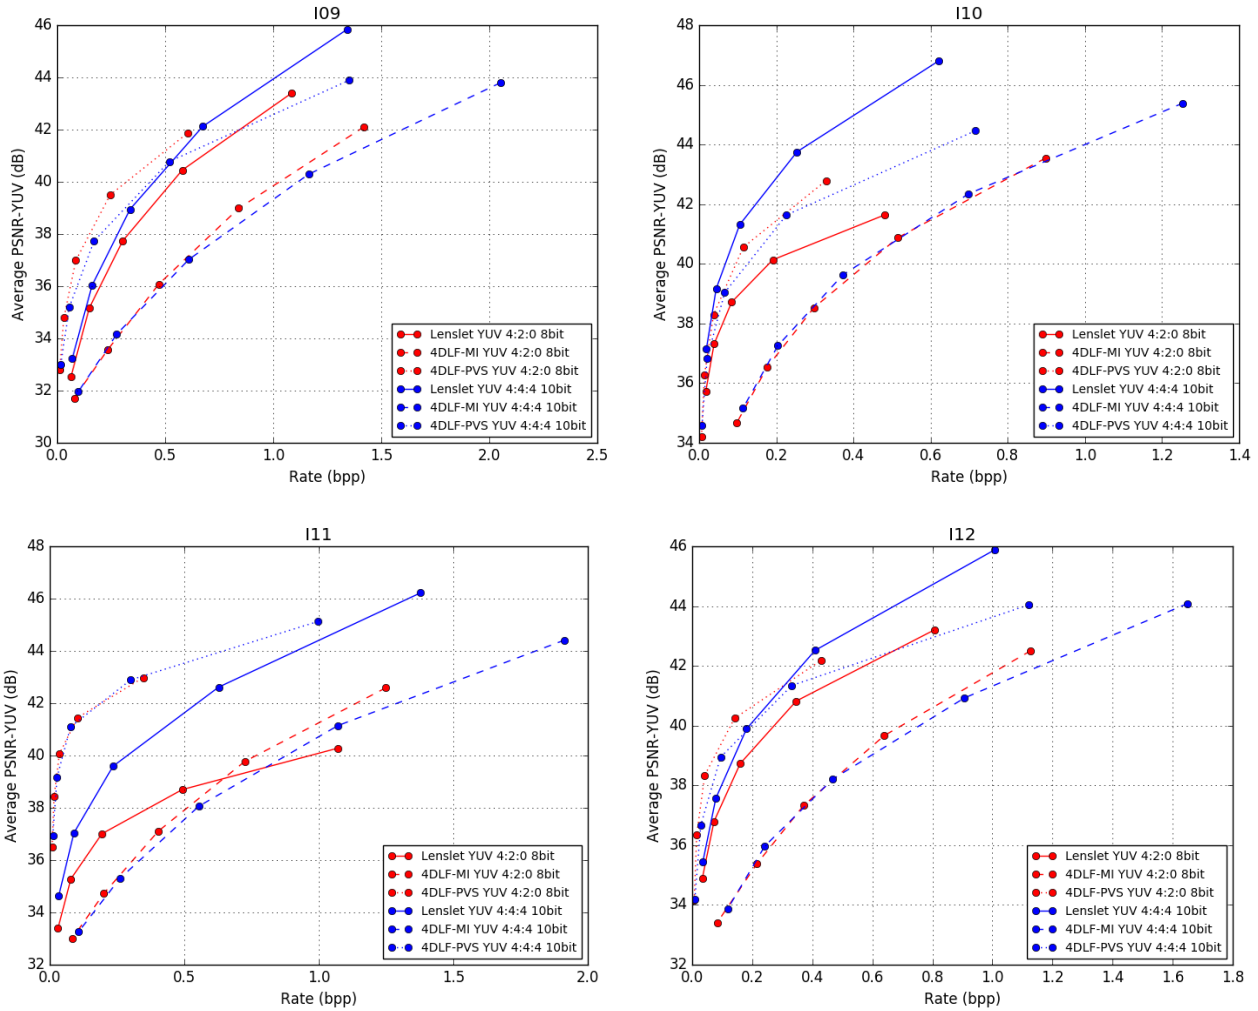 I09
Average PSNR-YUV (dB)
46
44
42
40
38
36
34
32
30
0.0 0.5 1.0 1.5 2.0 2.5
Rate (bpp)
Lenslet YUV 4:2:0 8bit
4DLF-MI YUV 4:2:0 8bit
4DLF-PVS YUV 4:2:0 8bit
Lenslet YUV 4:4:4 10bit
4DLF-MI YUV 4:4:4 10bit
4DLF-PVS YUV 4:4:4 10bit
I10
Average PSNR-YUV (dB)
48
46
44
42
40
38
36
34
0.0 0.2 0.4 0.6 0.8 1.0 1.2 1.4
Rate (bpp)
Lenslet YUV 4:2:0 8bit
4DLF-MI YUV 4:2:0 8bit
4DLF-PVS YUV 4:2:0 8bit
Lenslet YUV 4:4:4 10bit
4DLF-MI YUV 4:4:4 10bit
4DLF-PVS YUV 4:4:4 10bit
I11
Average PSNR-YUV (dB)
48
46
44
42
40
38
36
34
32
0.0 0.5 1.0 1.5 2.0
Rate (bpp)
Lenslet YUV 4:2:0 8bit
4DLF-MI YUV 4:2:0 8bit
4DLF-PVS YUV 4:2:0 8bit
Lenslet YUV 4:4:4 10bit
4DLF-MI YUV 4:4:4 10bit
4DLF-PVS YUV 4:4:4 10bit
I12
Average PSNR-YUV (dB)
46
44
42
40
38
36
34
32
0.0 0.2 0.4 0.6 0.8 1.0 1.2 1.4 1.6 1.8
Rate (bpp)
Lenslet YUV 4:2:0 8bit
4DLF-MI YUV 4:2:0 8bit
4DLF-PVS YUV 4:2:0 8bit
Lenslet YUV 4:4:4 10bit
4DLF-MI YUV 4:4:4 10bit
4DLF-PVS YUV 4:4:4 10bit